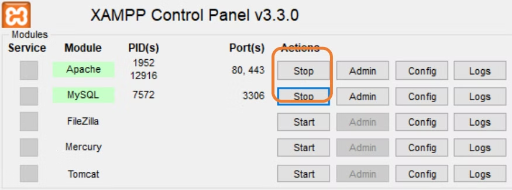 XAMPP Control Panel v3.3.0
Modules
Service Module PID(s) Port(s) Actions
Apache 1952 12916 80, 443 Stop Admin Config Logs
MySQL 7572 3306 Stop Admin Config Logs
FileZilla Start Admin Config Logs
Mercury Start Admin Config Logs
Tomcat Start Admin Config Logs